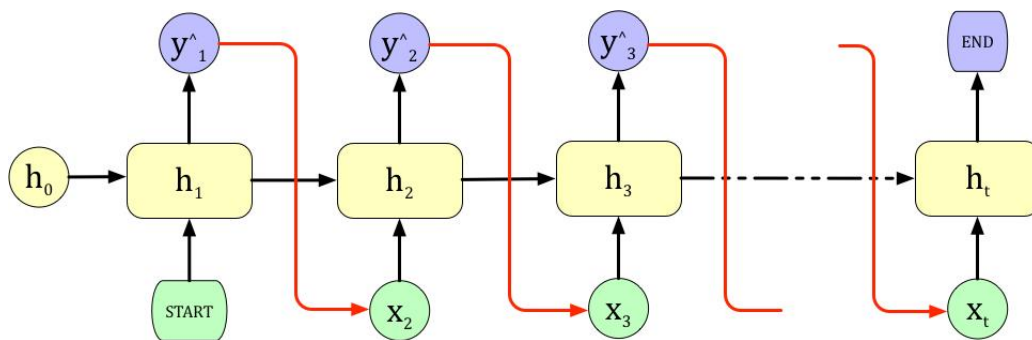 y^₁ y^₂ y^₃ END
h₀ h₁ h₂ h₃ hₜ
START x₂ x₃ xₜ